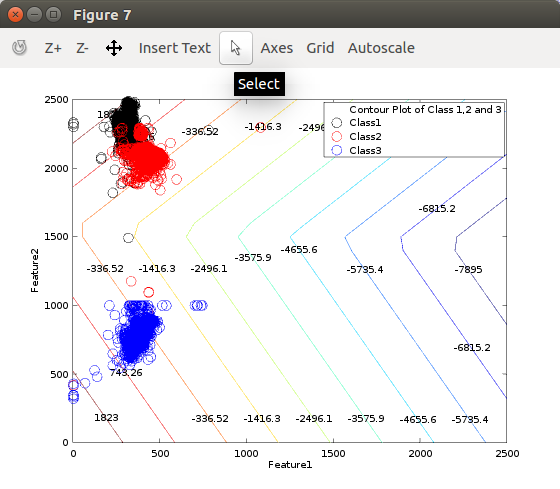 Figure 7
Z+ Z- Insert Text Axes Grid Autoscale
Select
2500
2000
1500
1000
500
0
0 500 1000 1500 2000 2500
Feature2
Feature1
Contour Plot of Class 1,2 and 3
Class1
Class2
Class3
-336.52 -1416.3
-6815.2
-3575.9 -4655.6
-336.52 -1416.3 -2496.1 -5735.4 -7895
-6815.2
743.26
1823 -336.52 -1416.3 -2496.1 -3575.9 -4655.6 -5735.4